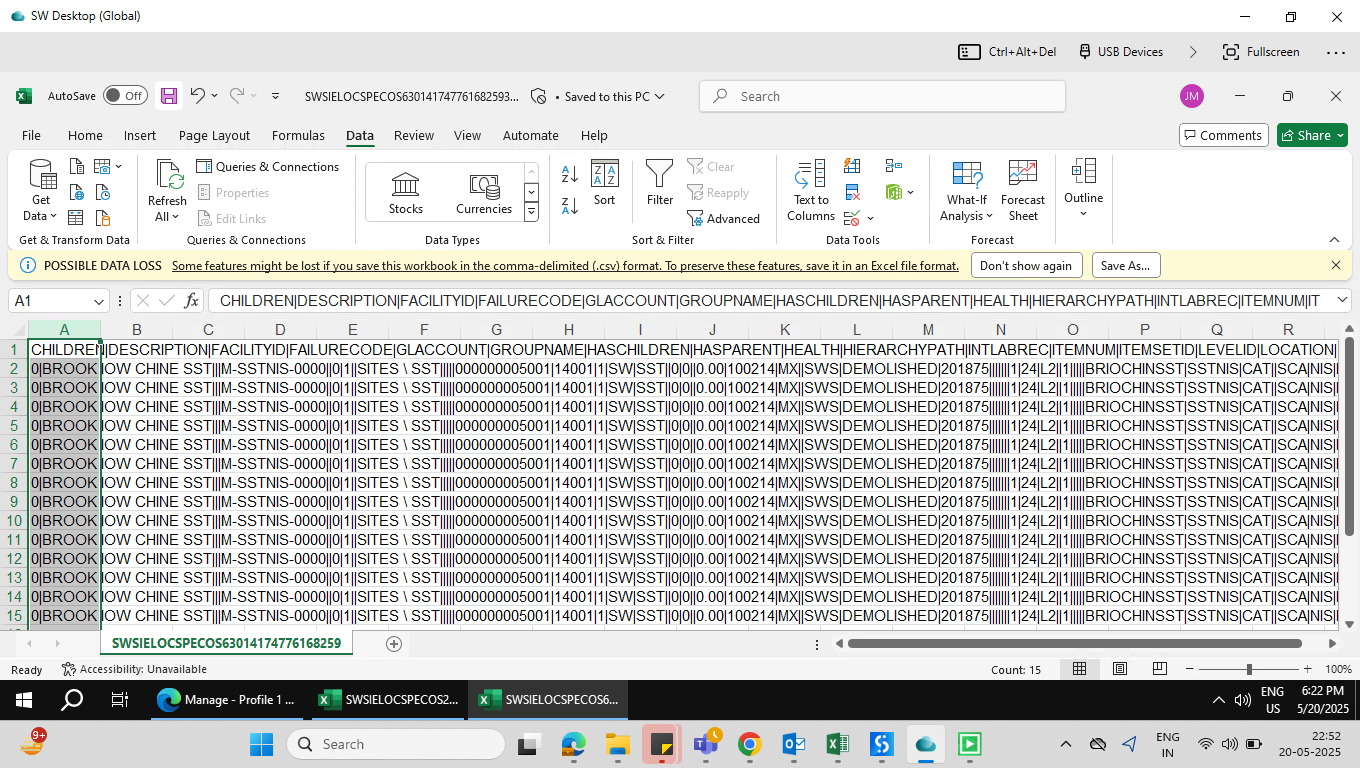 SW Desktop (Global)
Ctrl+Alt+Del USB Devices Fullscreen
AutoSave Off SWSIELOCSPECOS630141747761682593... • Saved to this PC Search JM
File Home Insert Page Layout Formulas Data Review View Automate Help Comments Share
Get Data Refresh All Queries & Connections Properties Edit Links Stocks Currencies Sort Filter Clear Reapply Advanced Text to Columns What-If Analysis Forecast Sheet Outline
Get & Transform Data Queries & Connections Data Types Sort & Filter Data Tools Forecast
POSSIBLE DATA LOSS Some features might be lost if you save this workbook in the comma-delimited (.csv) format. To preserve these features, save it in an Excel file format. Don't show again Save As...
A1 fx CHILDREN|DESCRIPTION|FACILITYID|FAILURECODE|GLACCOUNT|GROUPNAME|HASCHILDREN|HASPARENT|HEALTH|HIERARCHYPATH|INTLABREC|ITEMNUM|IT
A B C D E F G H I J K L M N O P Q R
1 CHILDREN|DESCRIPTION|FACILITYID|FAILURECODE|GLACCOUNT|GROUPNAME|HASCHILDREN|HASPARENT|HEALTH|HIERARCHYPATH|INTLABREC|ITEMNUM|ITEMSETID|LEVELID|LOCATION|
2 0|BROOK IOW CHINE SST|||M-SSTNIS-0000||0|1||SITES \ SST|||||000000005001|14001|1|SW|SST||0|0||0.00|100214|MX||SWS|DEMOLISHED|201875|||||||1|24|L2||1|||||BRIOCHINSST|SSTNIS|CAT||SCA|NIS|
3 0|BROOK IOW CHINE SST|||M-SSTNIS-0000||0|1||SITES \ SST|||||000000005001|14001|1|SW|SST||0|0||0.00|100214|MX||SWS|DEMOLISHED|201875|||||||1|24|L2||1|||||BRIOCHINSST|SSTNIS|CAT||SCA|NIS|
4 0|BROOK IOW CHINE SST|||M-SSTNIS-0000||0|1||SITES \ SST|||||000000005001|14001|1|SW|SST||0|0||0.00|100214|MX||SWS|DEMOLISHED|201875|||||||1|24|L2||1|||||BRIOCHINSST|SSTNIS|CAT||SCA|NIS|
5 0|BROOK IOW CHINE SST|||M-SSTNIS-0000||0|1||SITES \ SST|||||000000005001|14001|1|SW|SST||0|0||0.00|100214|MX||SWS|DEMOLISHED|201875|||||||1|24|L2||1|||||BRIOCHINSST|SSTNIS|CAT||SCA|NIS|
6 0|BROOK IOW CHINE SST|||M-SSTNIS-0000||0|1||SITES \ SST|||||000000005001|14001|1|SW|SST||0|0||0.00|100214|MX||SWS|DEMOLISHED|201875|||||||1|24|L2||1|||||BRIOCHINSST|SSTNIS|CAT||SCA|NIS|
7 0|BROOK IOW CHINE SST|||M-SSTNIS-0000||0|1||SITES \ SST|||||000000005001|14001|1|SW|SST||0|0||0.00|100214|MX||SWS|DEMOLISHED|201875|||||||1|24|L2||1|||||BRIOCHINSST|SSTNIS|CAT||SCA|NIS|
8 0|BROOK IOW CHINE SST|||M-SSTNIS-0000||0|1||SITES \ SST|||||000000005001|14001|1|SW|SST||0|0||0.00|100214|MX||SWS|DEMOLISHED|201875|||||||1|24|L2||1|||||BRIOCHINSST|SSTNIS|CAT||SCA|NIS|
9 0|BROOK IOW CHINE SST|||M-SSTNIS-0000||0|1||SITES \ SST|||||000000005001|14001|1|SW|SST||0|0||0.00|100214|MX||SWS|DEMOLISHED|201875|||||||1|24|L2||1|||||BRIOCHINSST|SSTNIS|CAT||SCA|NIS|
10 0|BROOK IOW CHINE SST|||M-SSTNIS-0000||0|1||SITES \ SST|||||000000005001|14001|1|SW|SST||0|0||0.00|100214|MX||SWS|DEMOLISHED|201875|||||||1|24|L2||1|||||BRIOCHINSST|SSTNIS|CAT||SCA|NIS|
11 0|BROOK IOW CHINE SST|||M-SSTNIS-0000||0|1||SITES \ SST|||||000000005001|14001|1|SW|SST||0|0||0.00|100214|MX||SWS|DEMOLISHED|201875|||||||1|24|L2||1|||||BRIOCHINSST|SSTNIS|CAT||SCA|NIS|
12 0|BROOK IOW CHINE SST|||M-SSTNIS-0000||0|1||SITES \ SST|||||000000005001|14001|1|SW|SST||0|0||0.00|100214|MX||SWS|DEMOLISHED|201875|||||||1|24|L2||1|||||BRIOCHINSST|SSTNIS|CAT||SCA|NIS|
13 0|BROOK IOW CHINE SST|||M-SSTNIS-0000||0|1||SITES \ SST|||||000000005001|14001|1|SW|SST||0|0||0.00|100214|MX||SWS|DEMOLISHED|201875|||||||1|24|L2||1|||||BRIOCHINSST|SSTNIS|CAT||SCA|NIS|
14 0|BROOK IOW CHINE SST|||M-SSTNIS-0000||0|1||SITES \ SST|||||000000005001|14001|1|SW|SST||0|0||0.00|100214|MX||SWS|DEMOLISHED|201875|||||||1|24|L2||1|||||BRIOCHINSST|SSTNIS|CAT||SCA|NIS|
15 0|BROOK IOW CHINE SST|||M-SSTNIS-0000||0|1||SITES \ SST|||||000000005001|14001|1|SW|SST||0|0||0.00|100214|MX||SWS|DEMOLISHED|201875|||||||1|24|L2||1|||||BRIOCHINSST|SSTNIS|CAT||SCA|NIS|
SWSIELOCSPECOS63014174776168259
Ready Accessibility: Unavailable Count: 15 100%
Manage - Profile 1 ... SWSIELOCSPECOS2... SWSIELOCSPECOS6... ENG US 6:22 PM 5/20/2025
9+ Search ENG IN 22:52 20-05-2025